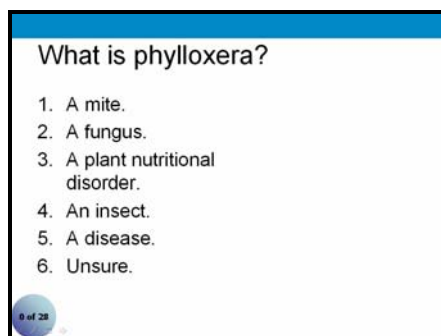 What is phylloxera?
1. A mite.
2. A fungus.
3. A plant nutritional
disorder.
4. An insect.
5. A disease.
6. Unsure.
0 of 28